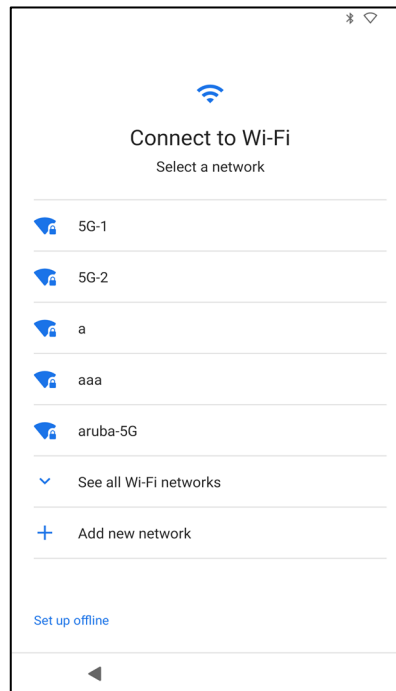 Connect to Wi-Fi
Select a network
5G-1
5G-2
a
aaa
aruba-5G
See all Wi-Fi networks
Add new network
Set up offline